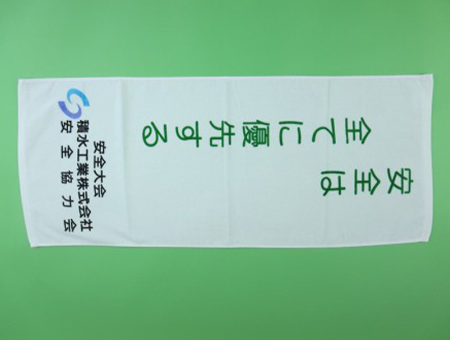 安全は
全てに優先する
安全大会
積水工業株式会社
安全協力会